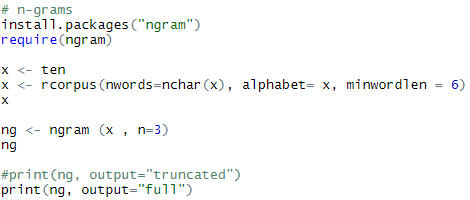 # n-grams
install.packages("ngram")
require(ngram)
x <- ten
x <- rcorpus(nwords=nchar(x), alphabet= x, minwordlen = 6)
x
ng <- ngram (x , n=3)
ng
#print(ng, output="truncated")
print(ng, output="full")